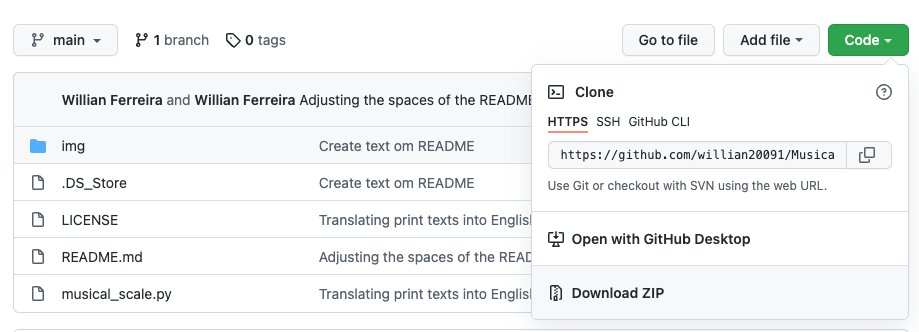 main 1 branch 0 tags Go to file Add file Code
Willian Ferreira and Willian Ferreira Adjusting the spaces of the README
Clone
HTTPS SSH GitHub CLI
https://github.com/willian20091/Musica
Use Git or checkout with SVN using the web URL.
Open with GitHub Desktop
Download ZIP
img Create text om README
.DS_Store Create text om README
LICENSE Translating print texts into English
README.md Adjusting the spaces of the READ
musical_scale.py Translating print texts into English